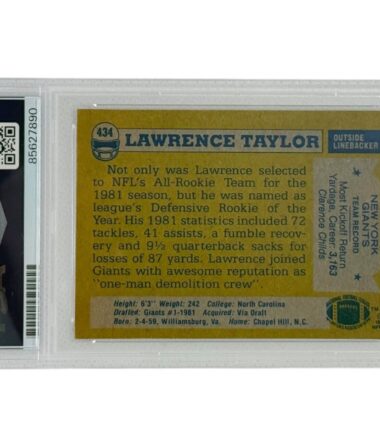 85627890
434
LAWRENCE TAYLOR
OUTSIDE
LINEBACKER
Not only was Lawrence selected
to NFL's All-Rookie Team for the
1981 season, but he was named as
league's Defensive Rookie of the
Year. His 1981 statistics included 72
tackles, 41 assists, a fumble recov-
ery and 9½ quarterback sacks for
losses of 87 yards. Lawrence joined
Giants with awesome reputation as
"one-man demolition crew".
NEW YORK
GIANTS
TEAM RECORD
Most Kickoff Return
Yardage, Career: 3,163
Clarence Childs
Height: 6'3" Weight: 242 College: North Carolina
Drafted: Giants #1-1981 Acquired: Via Draft
Born: 2-4-59, Williamsburg, Va. Home: Chapel Hill, N.C.